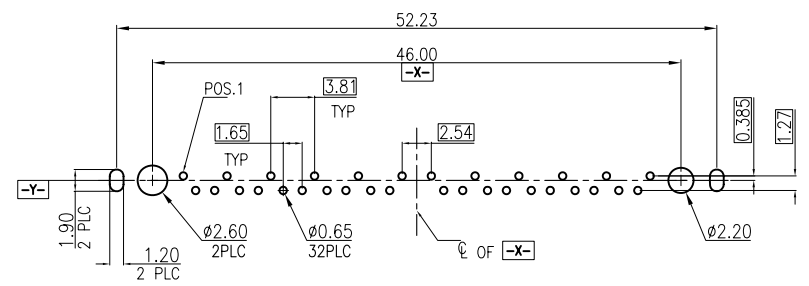 52.23
46.00
-X-
POS.1
3.81
TYP
1.65
TYP
2.54
0.385
1.27
-Y-
1.90
2 PLC
1.20
2 PLC
ø2.60
2PLC
ø0.65
32PLC
℄ OF -X-
ø2.20